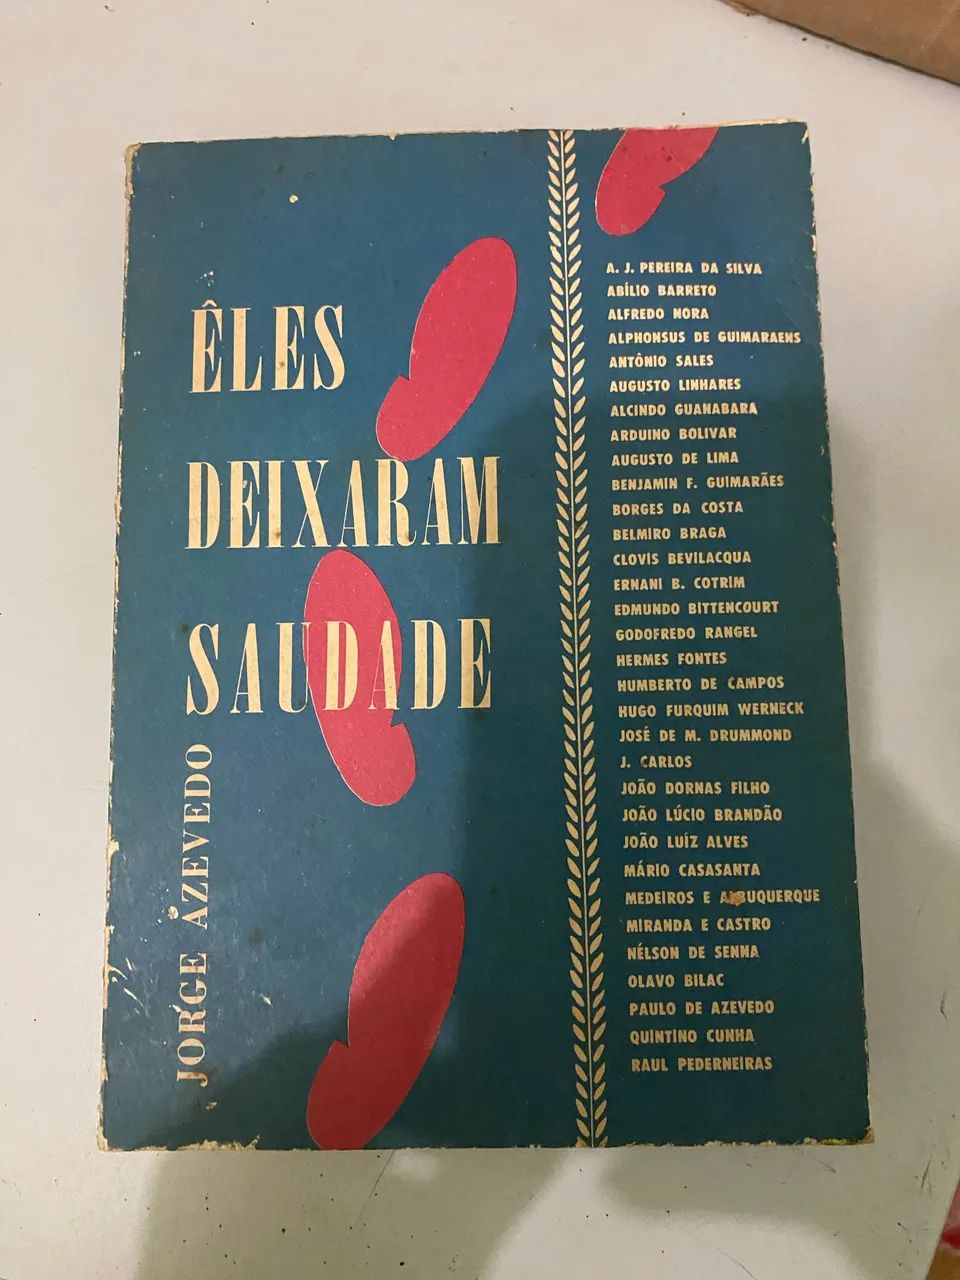 ÊLES
DEIXARAM
SAUDADE
JORGE AZEVEDO
A. J. PEREIRA DA SILVA
ABÍLIO BARRETO
ALFREDO NORA
ALPHONSUS DE GUIMARAENS
ANTÔNIO SALES
AUGUSTO LINHARES
ALCINDO GUANABARA
ARDUINO BOLIVAR
AUGUSTO DE LIMA
BENJAMIN F. GUIMARÃES
BORGES DA COSTA
BELMIRO BRAGA
CLOVIS BEVILACQUA
ERNANI B. COTRIM
EDMUNDO BITTENCOURT
GODOFREDO RANGEL
HERMES FONTES
HUMBERTO DE CAMPOS
HUGO FURQUIM WERNECK
JOSÉ DE M. DRUMMOND
J. CARLOS
JOÃO DORNAS FILHO
JOÃO LÚCIO BRANDÃO
JOÃO LUÍZ ALVES
MÁRIO CASASANTA
MEDEIROS E ALBUQUERQUE
MIRANDA E CASTRO
NÉLSON DE SENNA
OLAVO BILAC
PAULO DE AZEVEDO
QUINTINO CUNHA
RAUL PEDERNEIRAS